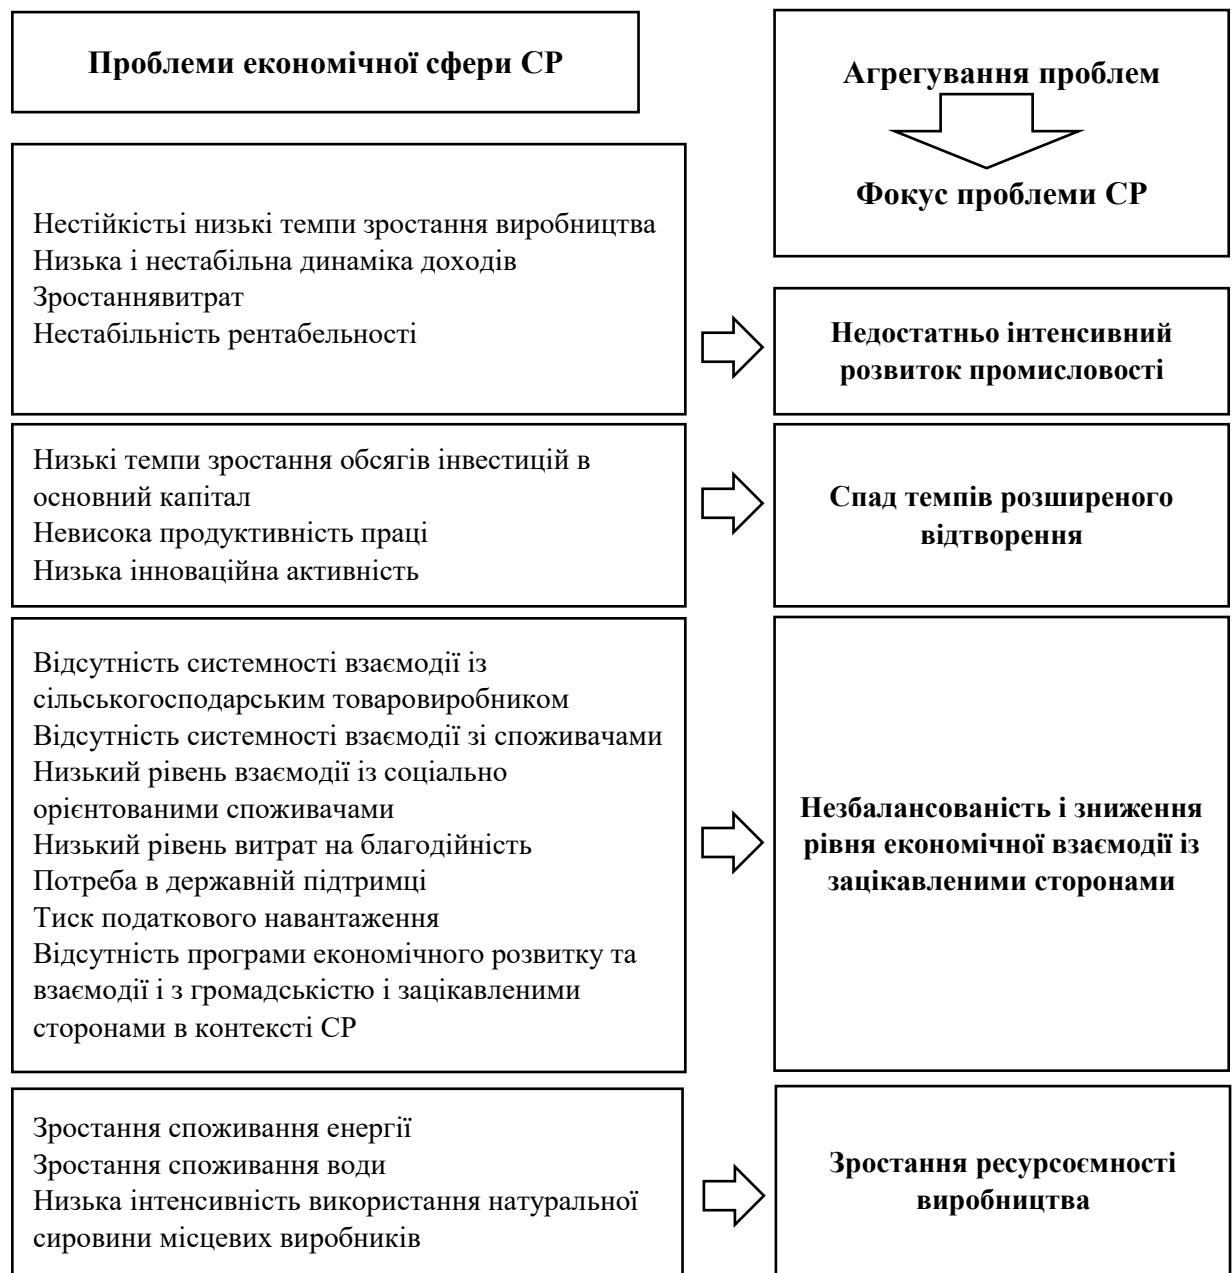 Проблеми економічної сфери СР
Агрегування проблем
Фокус проблеми СР
Нестійкістьі низькі темпи зростання виробництва
Низька і нестабільна динаміка доходів
Зростаннявитрат
Нестабільність рентабельності
Недостатньо інтенсивний
розвиток промисловості
Низькі темпи зростання обсягів інвестицій в
основний капітал
Невисока продуктивність праці
Низька інноваційна активність
Спад темпів розширеного
відтворення
Відсутність системності взаємодії із
сільськогосподарським товаровиробником
Відсутність системності взаємодії зі споживачами
Низький рівень взаємодії із соціально
орієнтованими споживачами
Низький рівень витрат на благодійність
Потреба в державній підтримці
Тиск податкового навантаження
Відсутність програми економічного розвитку та
взаємодії і з громадськістю і зацікавленими
сторонами в контексті СР
Незбалансованість і зниження
рівня економічної взаємодії із
зацікавленими сторонами
Зростання споживання енергії
Зростання споживання води
Низька інтенсивність використання натуральної
сировини місцевих виробників
Зростання ресурсоємності
виробництва